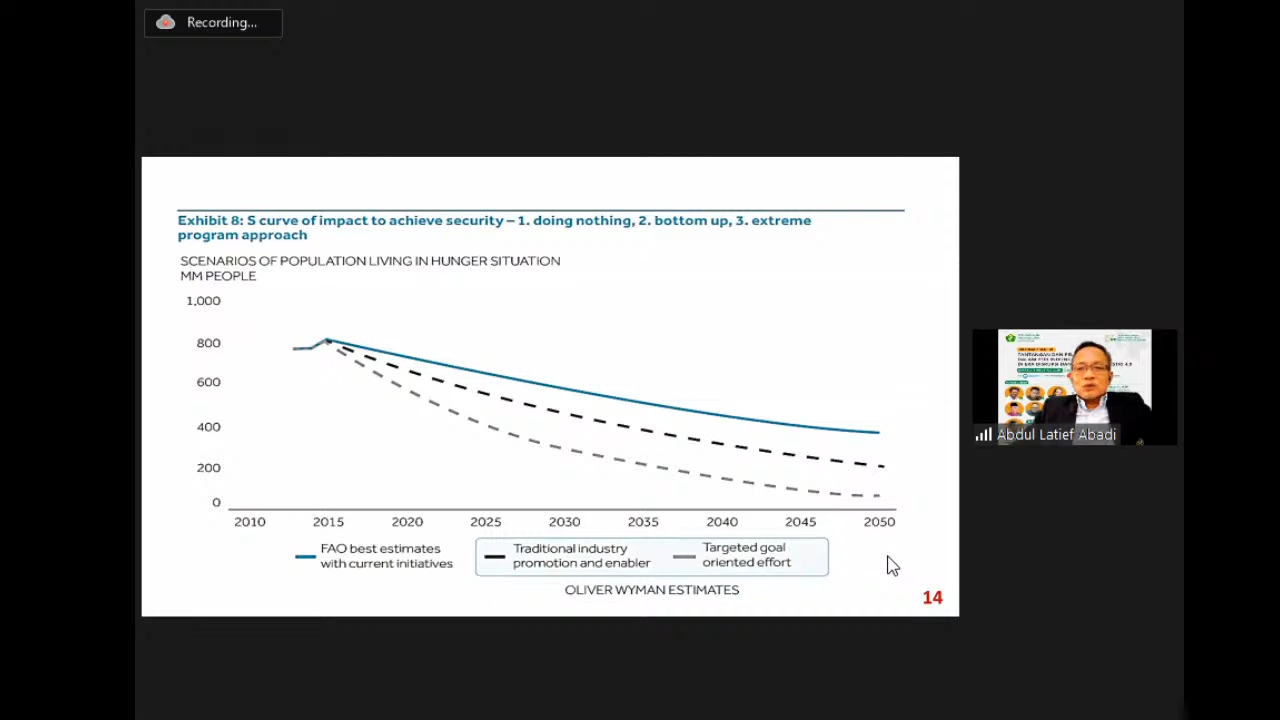 Recording...
Exhibit 8: S curve of impact to achieve security – 1. doing nothing, 2. bottom up, 3. extreme
program approach
SCENARIOS OF POPULATION LIVING IN HUNGER SITUATION
MM PEOPLE
1,000
800
600
400
200
0
2010 2015 2020 2025 2030 2035 2040 2045 2050
FAO best estimates
with current initiatives
Traditional industry
promotion and enabler
Targeted goal
oriented effort
OLIVER WYMAN ESTIMATES
14
Abdul Latief Abadi